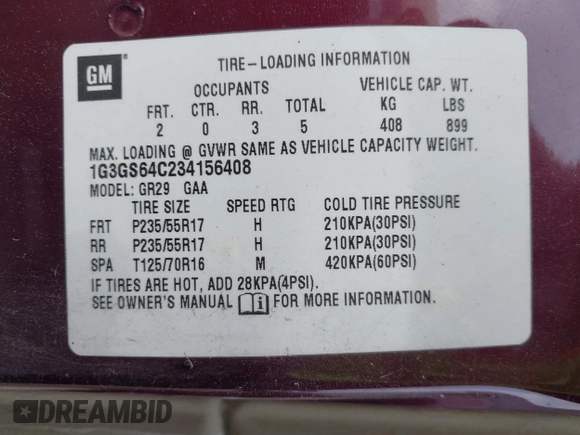 GM
TIRE-LOADING INFORMATION
OCCUPANTS VEHICLE CAP. WT.
FRT. CTR. RR. TOTAL KG LBS
2 0 3 5 408 899
MAX. LOADING @ GVWR SAME AS VEHICLE CAPACITY WEIGHT.
1G3GS64C234156408
MODEL: GR29 GAA
TIRE SIZE SPEED RTG COLD TIRE PRESSURE
FRT P235/55R17 H 210KPA(30PSI)
RR P235/55R17 H 210KPA(30PSI)
SPA T125/70R16 M 420KPA(60PSI)
IF TIRES ARE HOT, ADD 28KPA(4PSI).
SEE OWNER'S MANUAL FOR MORE INFORMATION.
DREAMBID